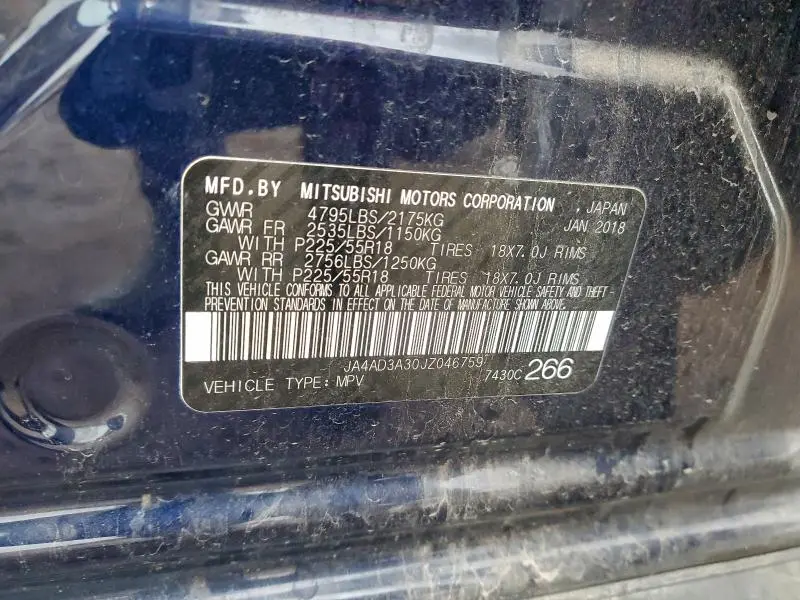 MFD.BY MITSUBISHI MOTORS CORPORATION , JAPAN
GVWR 4795LBS/2175KG JAN 2018
GAWR FR 2535LBS/1150KG
WITH P225/55R18 TIRES 18X7.0J RIMS
GAWR RR 2756LBS/1250KG
WITH P225/55R18 TIRES 18X7.0J RIMS
THIS VEHICLE CONFORMS TO ALL APPLICABLE FEDERAL MOTOR VEHICLE SAFETY AND THEFT-
PREVENTION STANDARDS IN EFFECT ON THE DATE OF MANUFACTURE SHOWN ABOVE.
JA4AD3A30JZ046759
VEHICLE TYPE: MPV 7430C 266